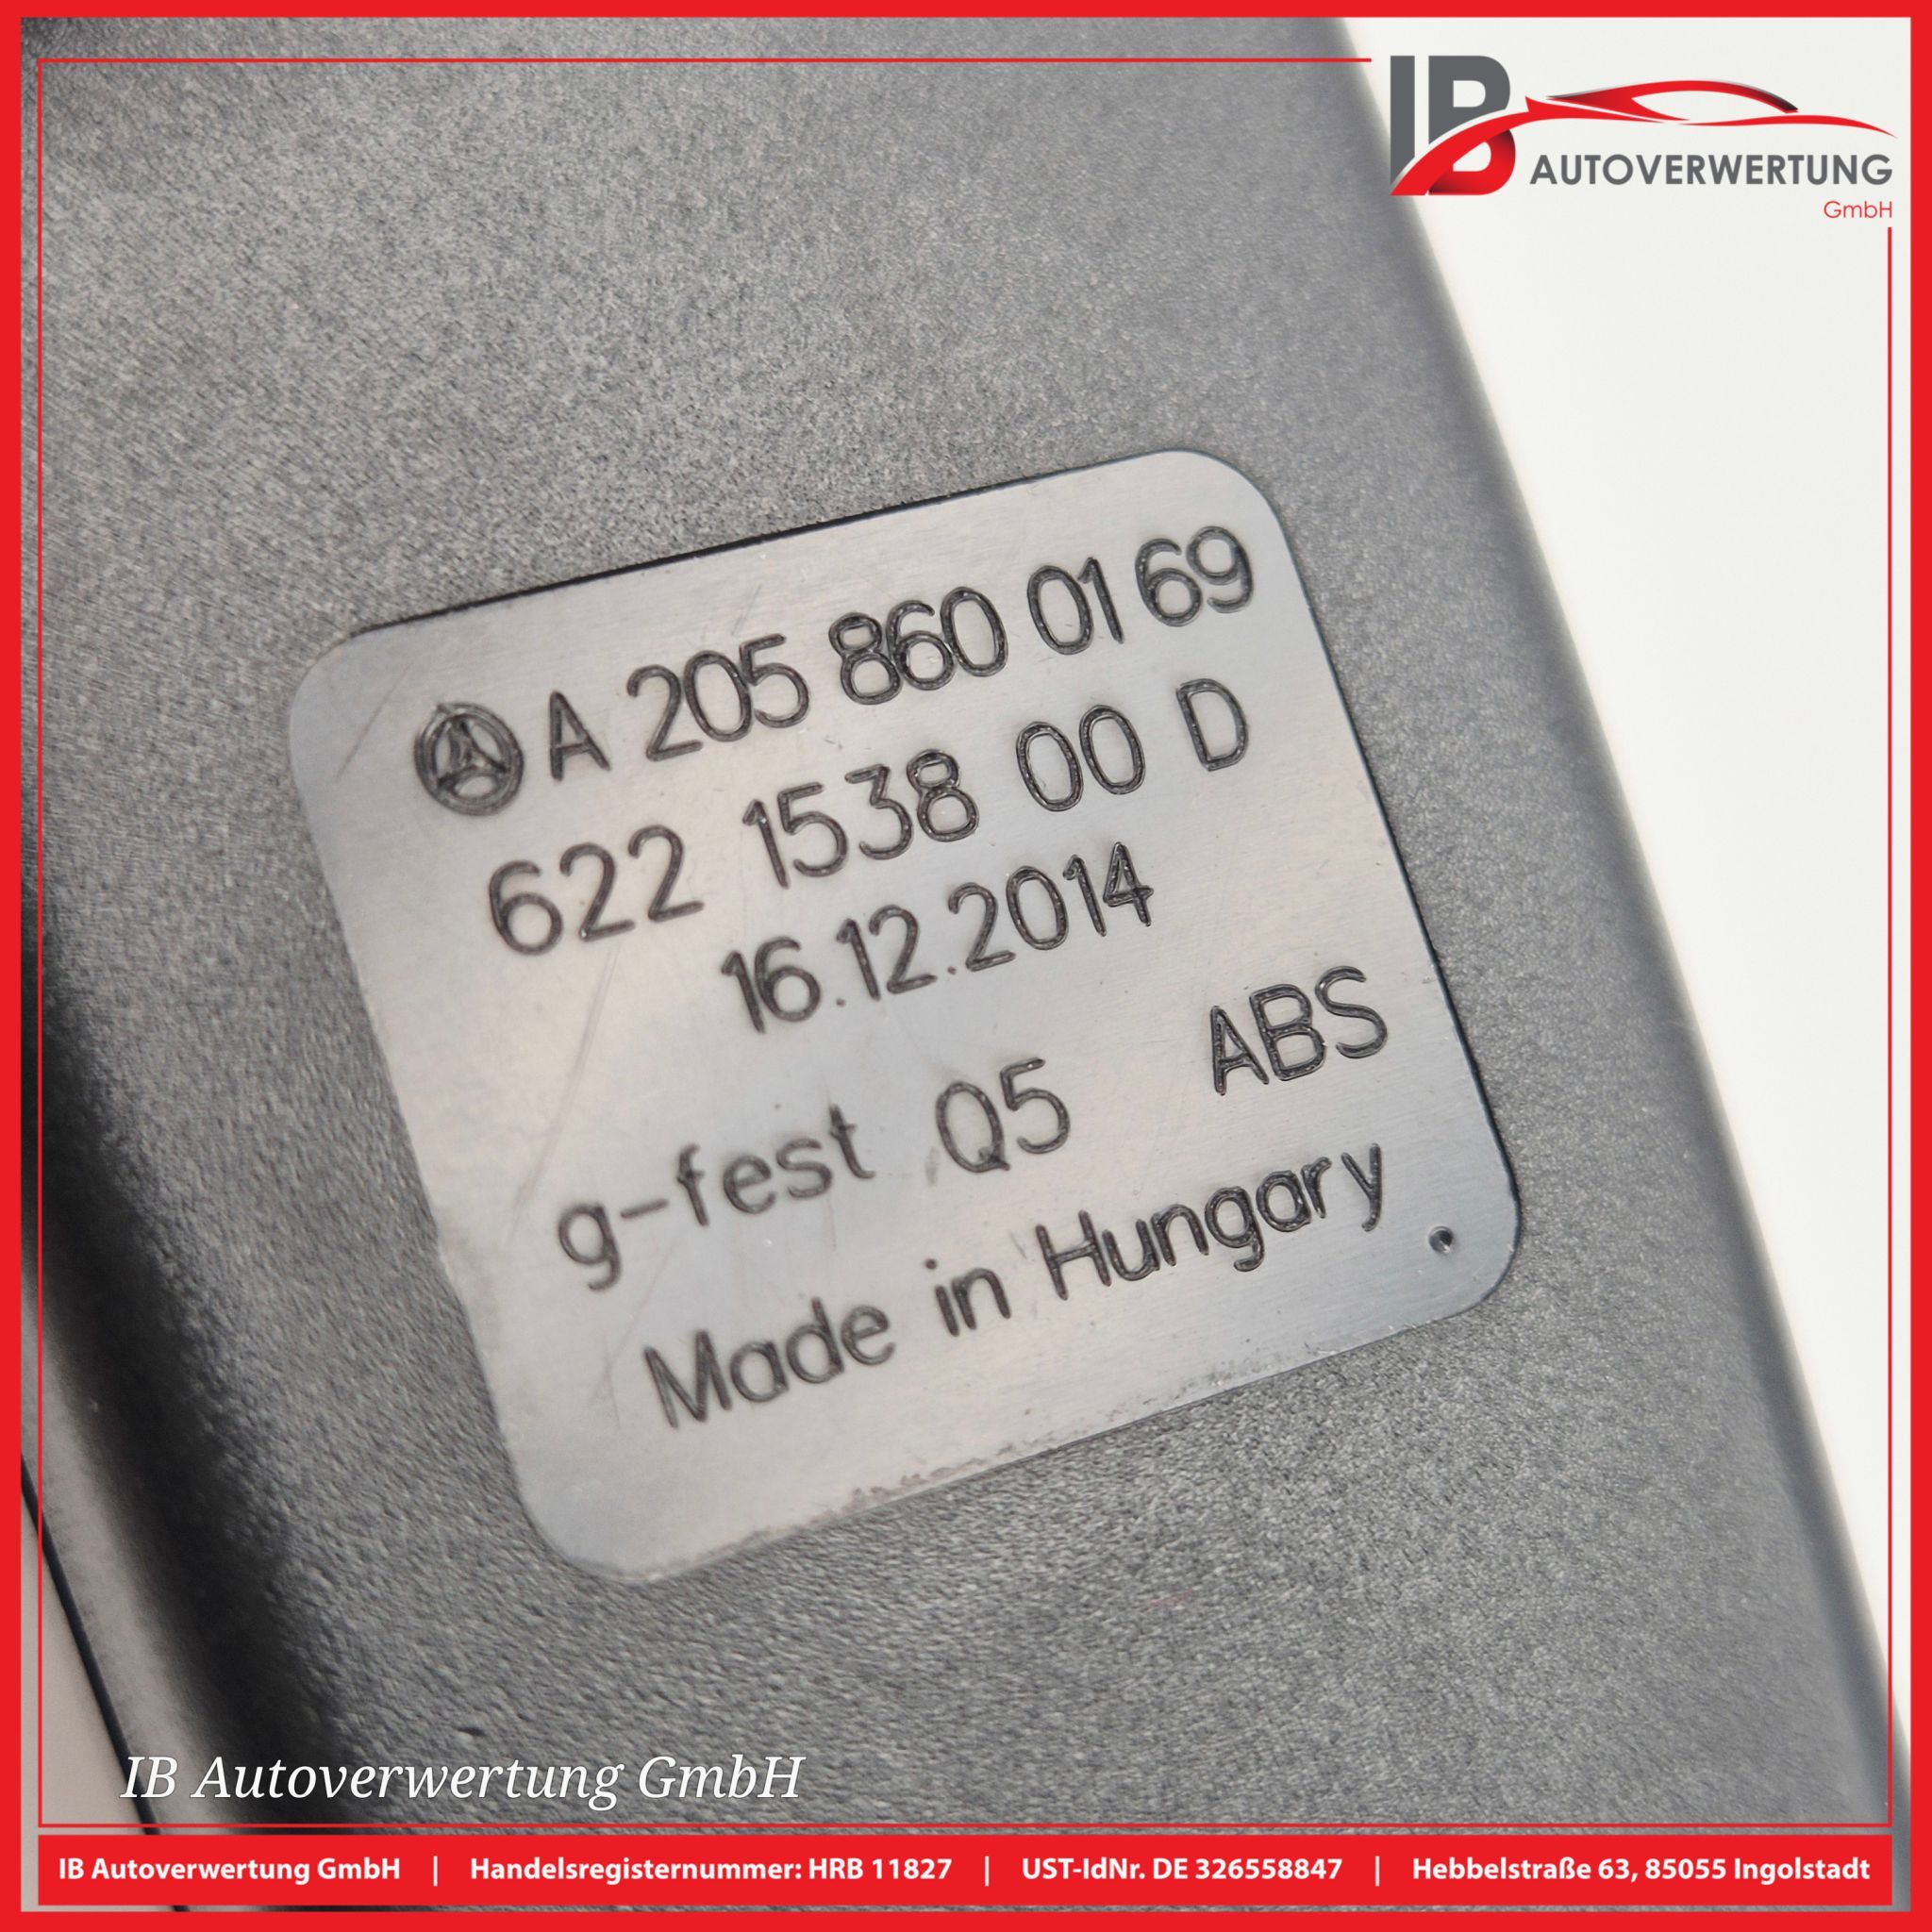 IB
AUTOVERWERTUNG
GmbH
A 205 860 01 69
622 1538 00 D
16.12.2014
g-fest Q5 ABS
Made in Hungary
IB Autoverwertung GmbH
IB Autoverwertung GmbH | Handelsregisternummer: HRB 11827 | UST-IdNr. DE 326558847 | Hebbelstraße 63, 85055 Ingolstadt